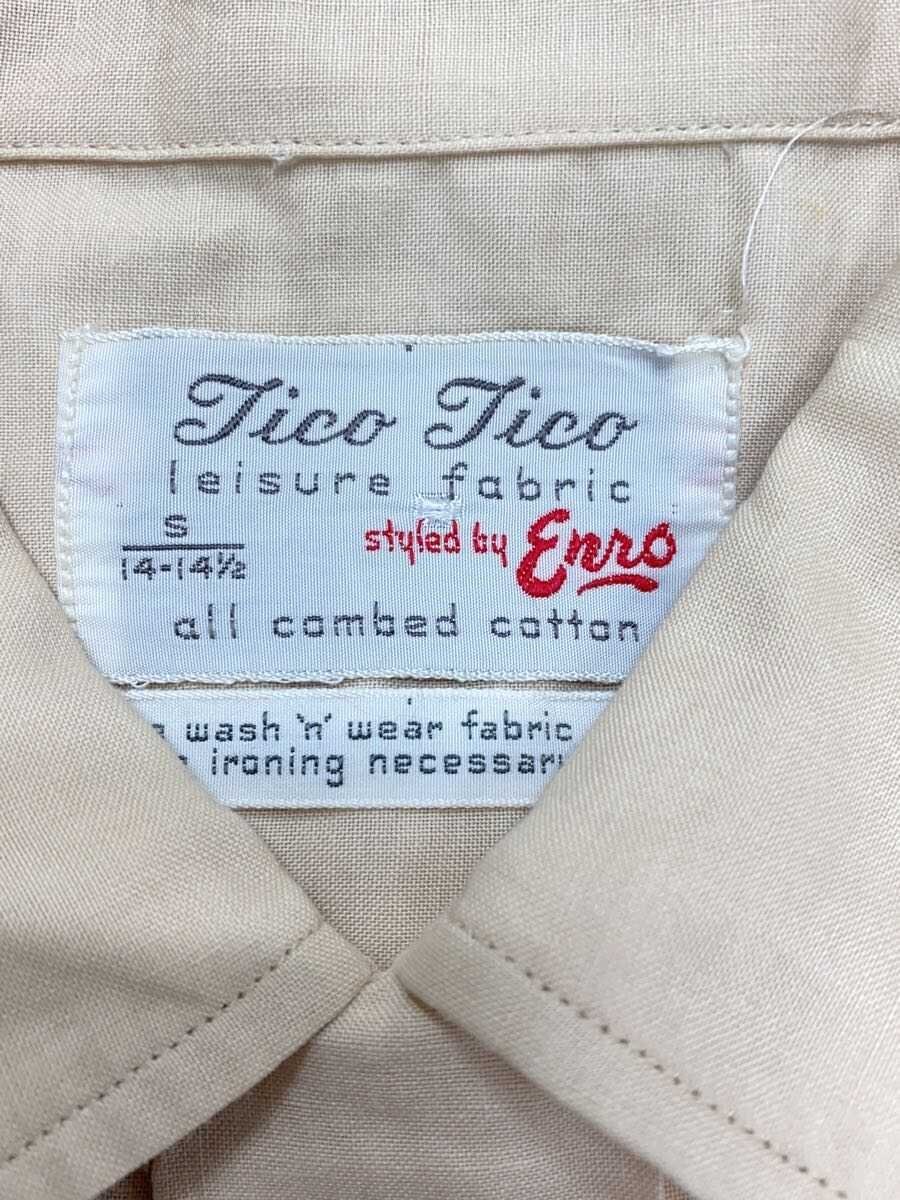 Tico Tico
leisure fabric
S
14-14½
styled by Enro
all combed cotton
wash 'n' wear fabric
ironing necessary